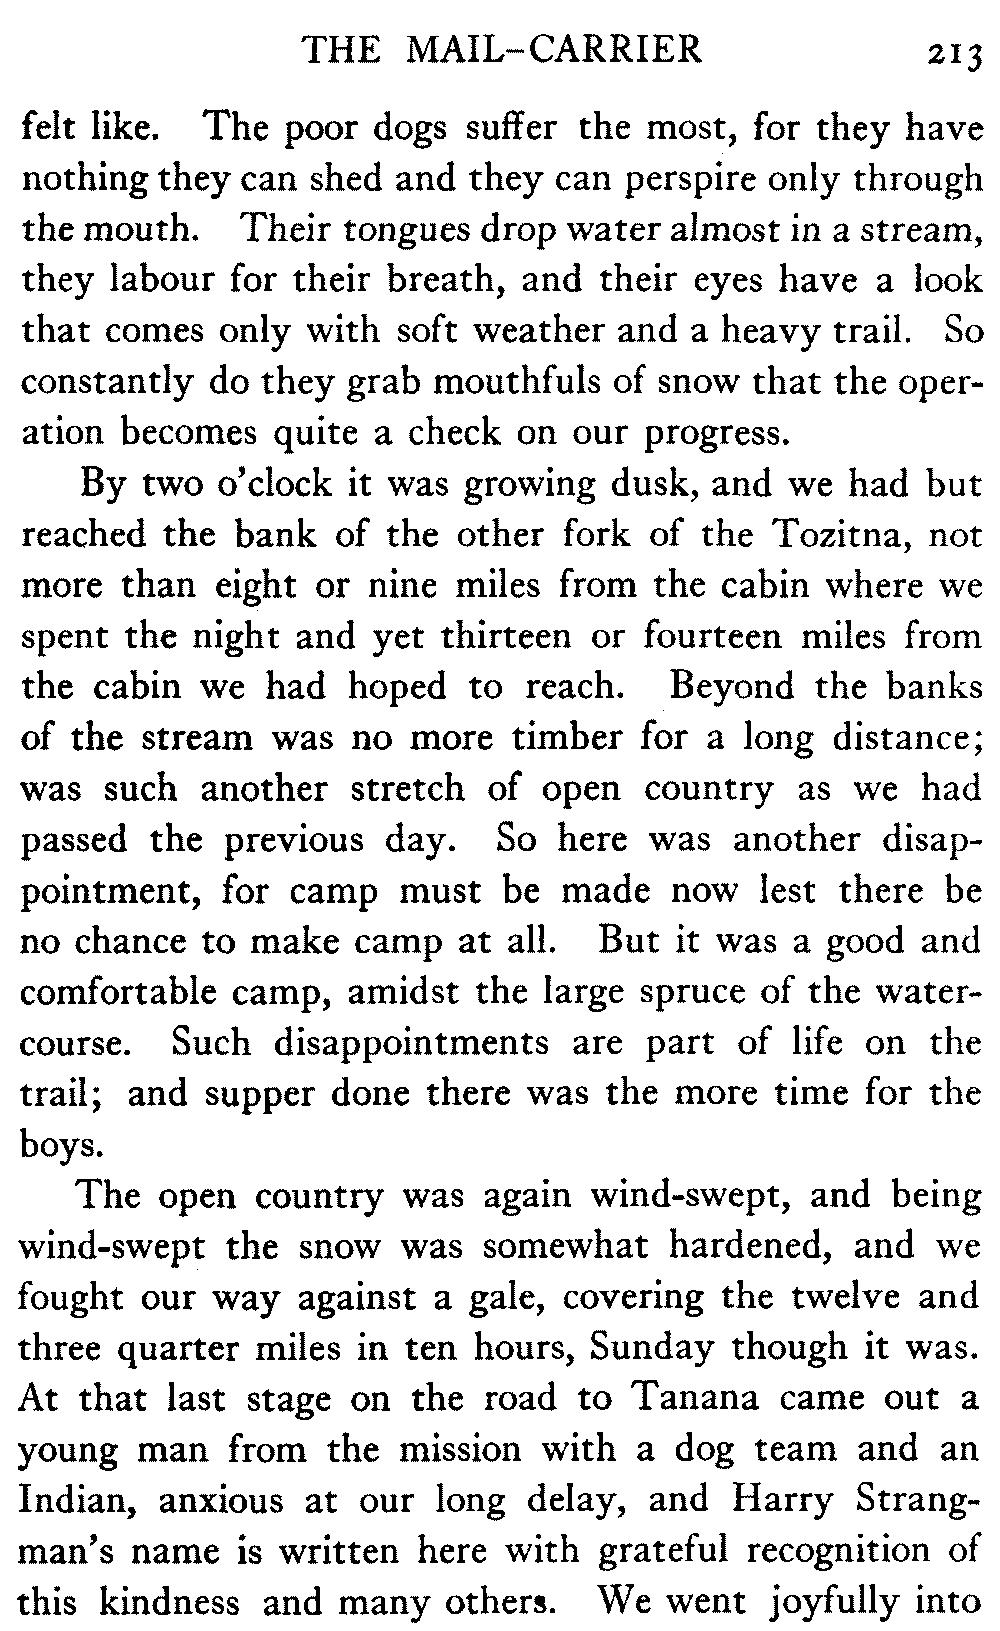 THE MAIL-CARRIER 213
felt like. The poor dogs suffer the most, for they have
nothing they can shed and they can perspire only through
the mouth. Their tongues drop water almost in a stream,
they labour for their breath, and their eyes have a look
that comes only with soft weather and a heavy trail. So
constantly do they grab mouthfuls of snow that the oper-
ation becomes quite a check on our progress.
By two o'clock it was growing dusk, and we had but
reached the bank of the other fork of the Tozitna, not
more than eight or nine miles from the cabin where we
spent the night and yet thirteen or fourteen miles from
the cabin we had hoped to reach. Beyond the banks
of the stream was no more timber for a long distance;
was such another stretch of open country as we had
passed the previous day. So here was another disap-
pointment, for camp must be made now lest there be
no chance to make camp at all. But it was a good and
comfortable camp, amidst the large spruce of the water-
course. Such disappointments are part of life on the
trail; and supper done there was the more time for the
boys.
The open country was again wind-swept, and being
wind-swept the snow was somewhat hardened, and we
fought our way against a gale, covering the twelve and
three quarter miles in ten hours, Sunday though it was.
At that last stage on the road to Tanana came out a
young man from the mission with a dog team and an
Indian, anxious at our long delay, and Harry Strang-
man's name is written here with grateful recognition of
this kindness and many others. We went joyfully into